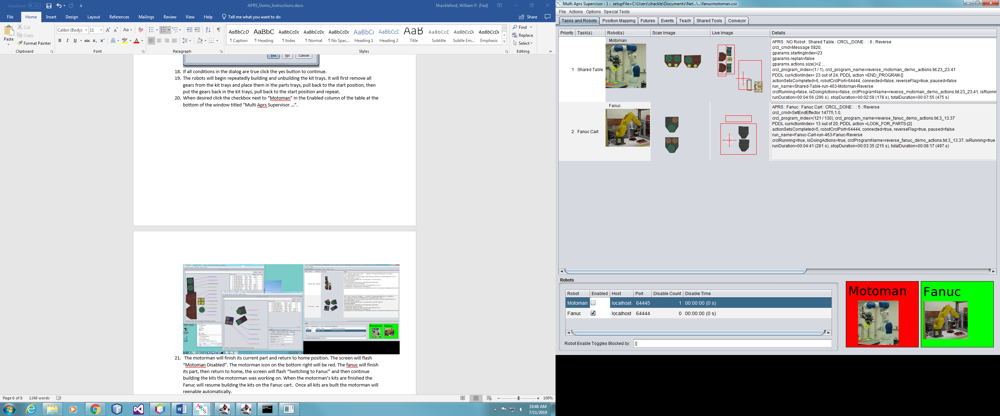 AutoSave Off
APRS_Demo_Instructions.docx
Shackleford, William P. (Fed)
File Home Insert Design Layout References Mailings Review View Help Tell me what you want to do
Share
Paste
Cut
Copy
Format Painter
Calibri (Body) 11
AaBbCcD AaBbC AaBbCcDc AaBbCcDc AaBbCcDc AaBbC( AaBbCcE AaB AaBbCcD AaBbCcDt AaBbCcDt
¶ Caption ¶ Heading ¶ Index ¶ Normal ¶ No Spac... Heading 1 Heading 2 Title Subtitle Subtle Em... Emphasis
Find
Replace
Select
Clipboard Font Paragraph Styles Editing
Yes No Cancel
18. If all conditions in the dialog are true click the yes button to continue.
19. The robots will begin repeatedly building and unbuilding the kit trays. It will first remove all
gears from the kit trays and place them in the parts trays, pull back to the start position, then
put the gears back in the kit trays, pull back to the start position and repeat.
20. When desired click the checkbox next to “Motoman” in the Enabled column of the table at the
bottom of the window titled “Multi Aprs Supervisor ...”.
Motoman Fanuc
21. The motorman will finish its current part and return to home position. The screen will flash
“Motoman Disabled”. The motorman icon on the bottom right will be red. The fanuc will finish
its part, then return to home, the screen will flash “Switching to Fanuc” and then continue
building the kits the motorman was working on. When the motorman’s kits are finished the
Fanuc will resume building the kits on the Fanuc cart. Once all kits are built the motorman will
reenable automatically.
Page 6 of 8 1248 words
100%
10:46 AM
7/11/2019
Multi Aprs Supervisor : 1 : setupFile=C:\Users\shackle\Documents\Net...\...\fanucmotoman.csv
File Actions Options Special Tests
Tasks and Robots Position Mapping Futures Events Teach Shared Tools Conveyor
Priority Task(s) Robot(s) Scan Image Live Image Details
1 Shared Table
Motoman
APRS : NO Robot : Shared Table : CRCL_DONE : : 6 : Reverse
crcl_cmd=Message 5820,
gparams.startingIndex=23
gparams.replan=false
gparams.actions.size()=2 ...
crcl_program_index=(1 / 1), crcl_program_name=reverse_motoman_demo_actions.txt.23_23.41
PDDL curActionIndex= 23 out of 24, PDDL action =END_PROGRAM-[]
actionSetsCompleted=6, robotCrclPort=64444, connected=false, reverseFlag=true, paused=false
run_name=Shared-Table-run-463-Motoman-Reverse
crclRunning=false, isDoingActions=false, crclProgramName=reverse_motoman_demo_actions.txt.23_23.41, isRunnin
runDuration=00:04:56 (296 s), stopDuration=00:02:58 (178 s), totalDuration=00:07:55 (475 s)
2 Fanuc Cart
Fanuc
APRS : Fanuc : Fanuc Cart : CRCL_DONE : : 5 : Reverse
crcl_cmd=SetEndEffector 14775,1.0,
crcl_program_index=(121 / 130), crcl_program_name=reverse_fanuc_demo_actions.txt.3_13.37
PDDL curActionIndex= 13 out of 20, PDDL action =LOOK_FOR_PARTS-[2]
actionSetsCompleted=5, robotCrclPort=64444, connected=true, reverseFlag=true, paused=false
run_name=Fanuc-Cart-run-463-Fanuc-Reverse
crclRunning=true, isDoingActions=true, crclProgramName=reverse_fanuc_demo_actions.txt.3_13.37, isRunning=true
runDuration=00:04:41 (281 s), stopDuration=00:03:35 (215 s), totalDuration=00:08:17 (497 s)
Robots
Robot Enabled Host Port Disable Count Disable Time
Motoman localhost 64445 1 00:00:00 (0 s)
Fanuc localhost 64444 0 00:00:00 (0 s)
Robot Enable Toggles Blocked by: []
Motoman
Fanuc